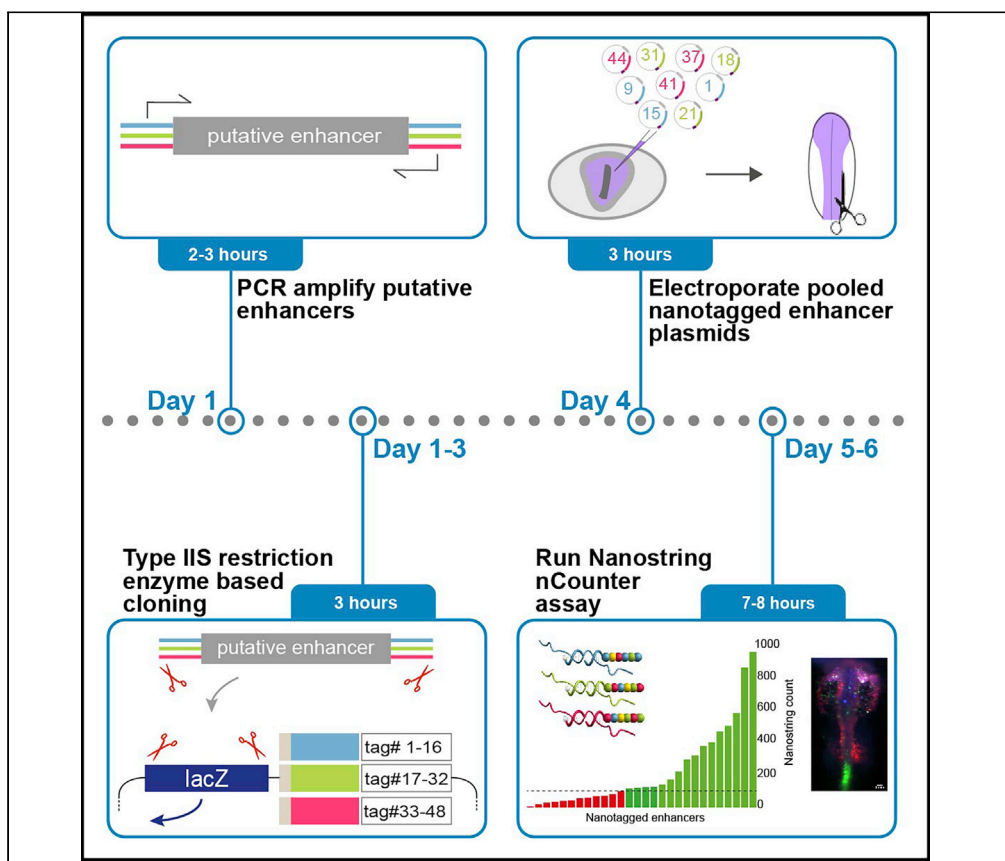 putative enhancer
2-3 hours
PCR amplify putative
enhancers
44
31
37
18
9
41
1
15
21
3 hours
Electroporate pooled
nanotagged enhancer
plasmids
Day 1
Day 4
Day 1-3
Day 5-6
Type IIS restriction
enzyme based
cloning
3 hours
putative enhancer
lacZ
tag# 1-16
tag#17-32
tag#33-48
Run Nanostring
nCounter
assay
7-8 hours
1000
800
600
400
200
0
Nanostring count
Nanotagged enhancers